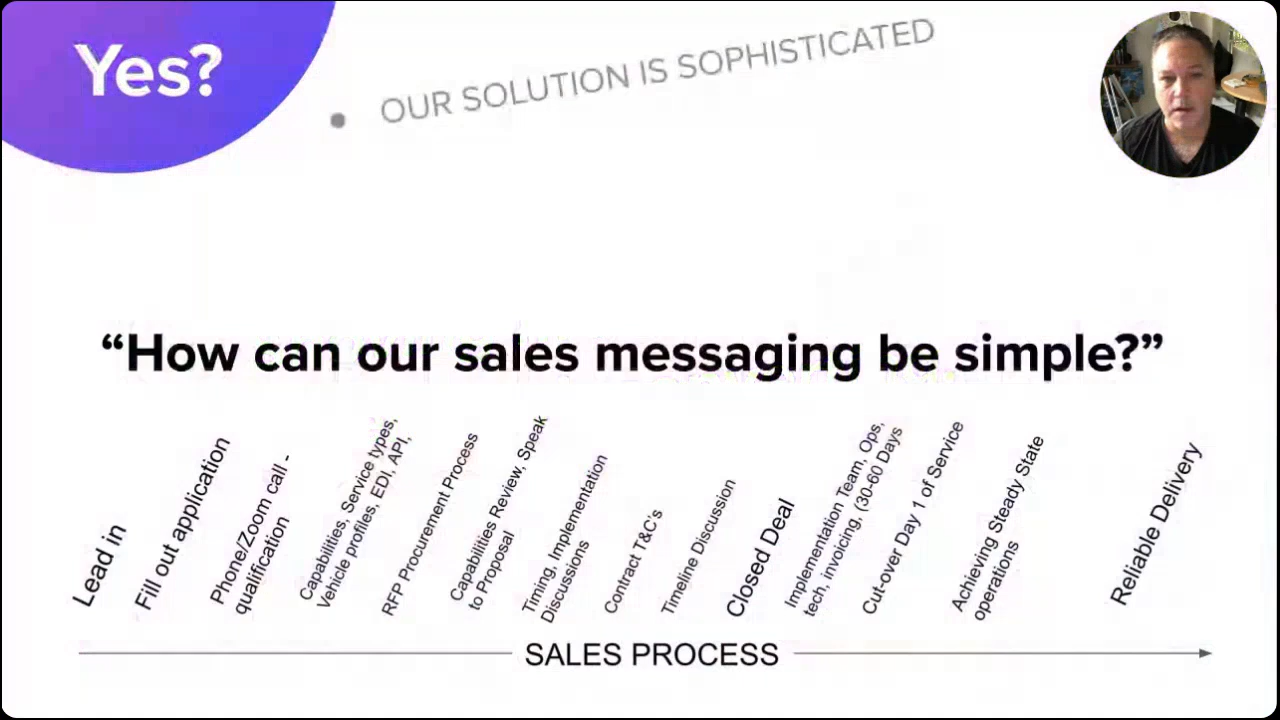 Yes?
OUR SOLUTION IS SOPHISTICATED
“How can our sales messaging be simple?”
Lead in
Fill out application
Phone/Zoom call -
qualification
Capabilities, Service types,
Vehicle profiles, EDI, API,
RFP Procurement Process
Capabilities Review, Speak
to Proposal
Timing, Implementation
Discussions
Contract T&C's
Timeline Discussion
Closed Deal
Implementation Team, Ops,
tech, invoicing, (30-60 Days
Cut-over Day 1 of Service
Achieving Steady State
operations
Reliable Delivery
SALES PROCESS